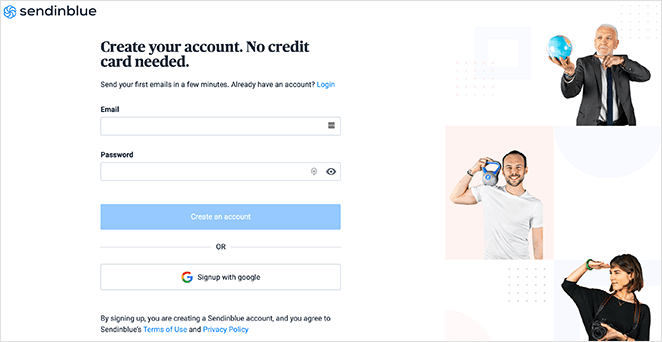 sendinblue
Create your account. No credit
card needed.
Send your first emails in a few minutes. Already have an account? Login
Email
Password
Create an account
OR
Signup with google
By signing up, you are creating a Sendinblue account, and you agree to
Sendinblue's Terms of Use and Privacy Policy